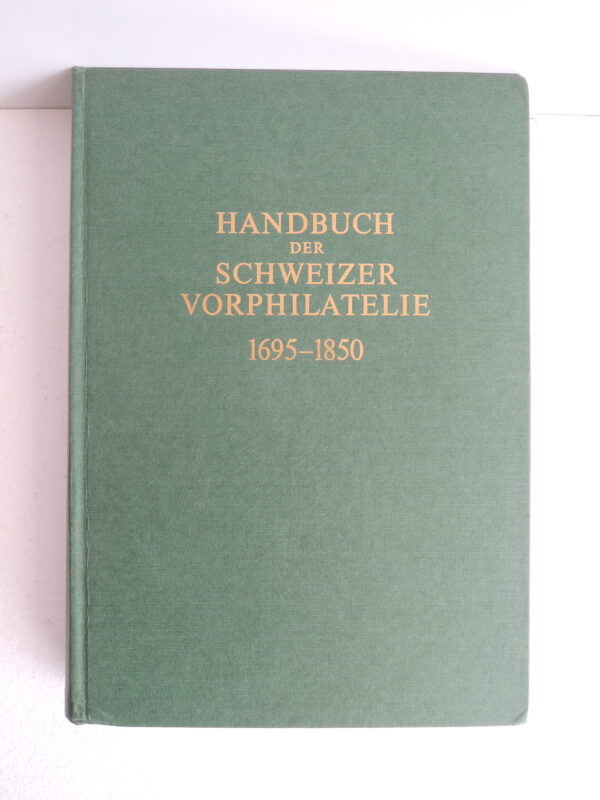 HANDBUCH
DER
SCHWEIZER
VORPHILATELIE
1695–1850